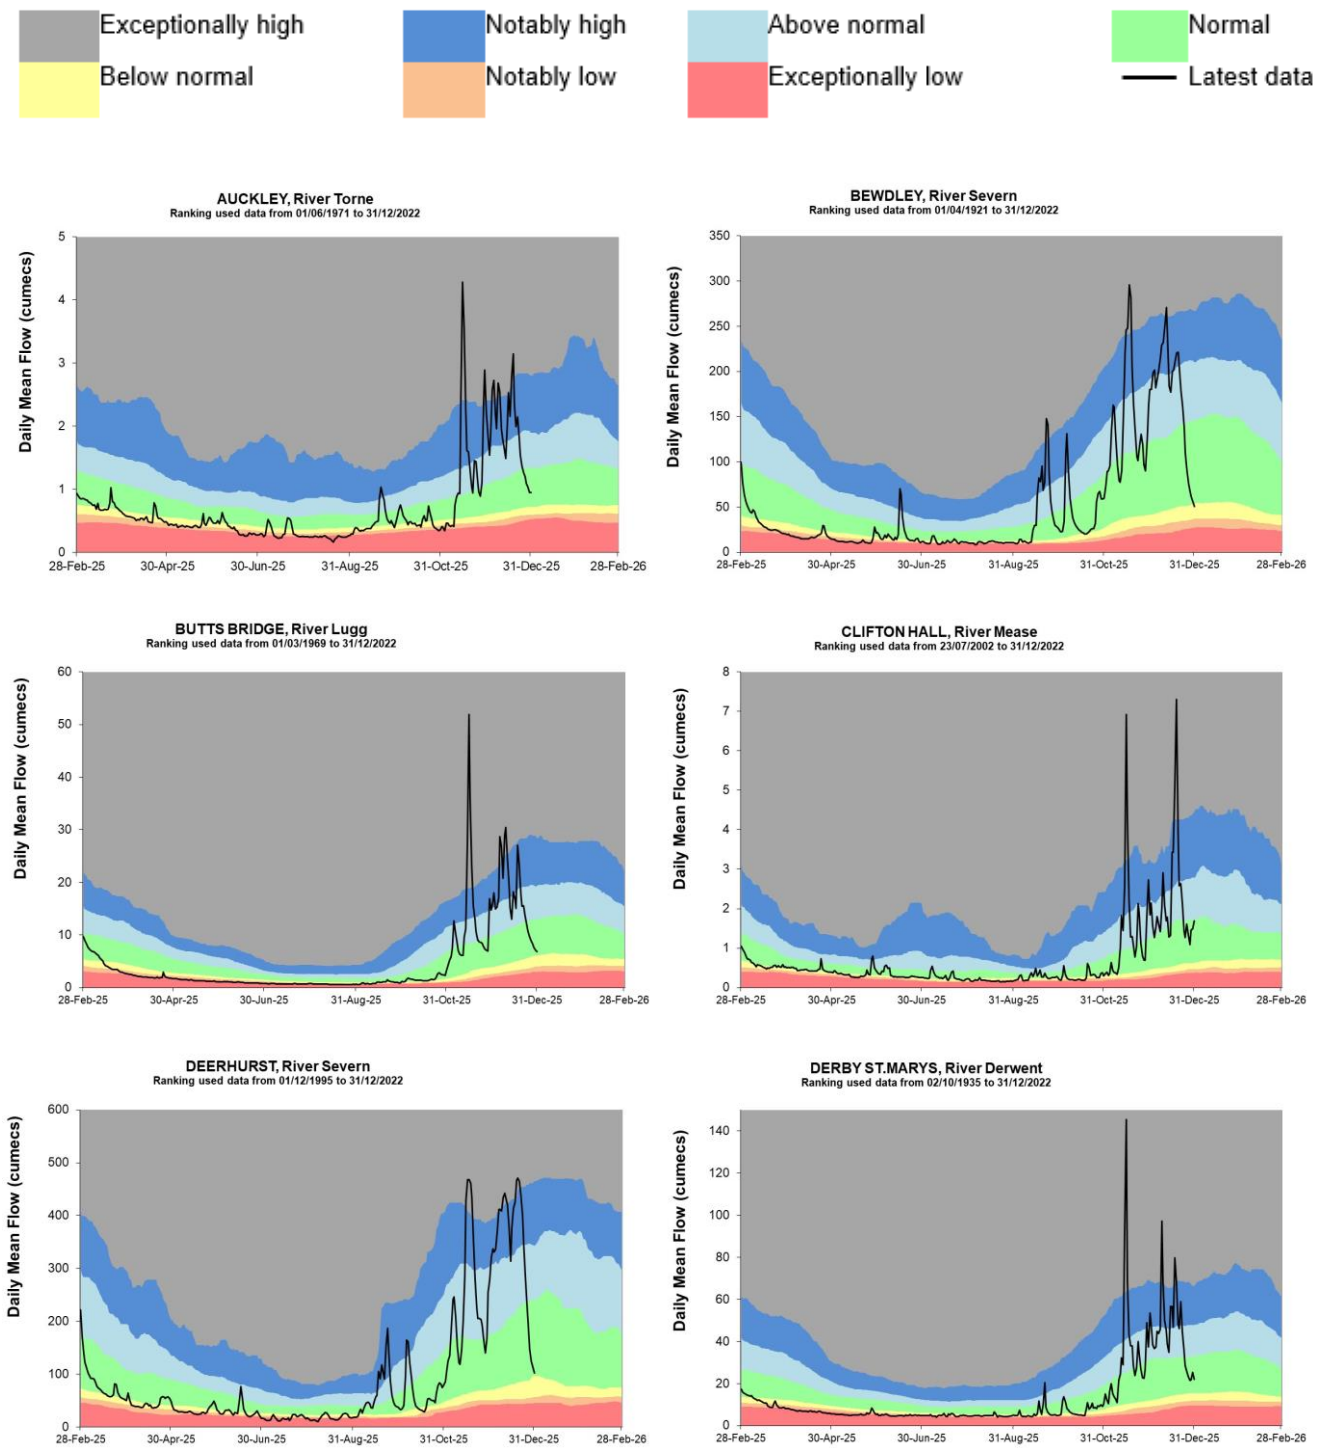 Exceptionally high Notably high Above normal Normal
Below normal Notably low Exceptionally low Latest data
AUCKLEY, River Torne
Ranking used data from 01/06/1971 to 31/12/2022
Daily Mean Flow (cumecs)
5
4
3
2
1
0
28-Feb-25 30-Apr-25 30-Jun-25 31-Aug-25 31-Oct-25 31-Dec-25 28-Feb-26
BEWDLEY, River Severn
Ranking used data from 01/04/1921 to 31/12/2022
Daily Mean Flow (cumecs)
350
300
250
200
150
100
50
0
28-Feb-25 30-Apr-25 30-Jun-25 31-Aug-25 31-Oct-25 31-Dec-25 28-Feb-26
BUTTS BRIDGE, River Lugg
Ranking used data from 01/03/1969 to 31/12/2022
Daily Mean Flow (cumecs)
60
50
40
30
20
10
0
28-Feb-25 30-Apr-25 30-Jun-25 31-Aug-25 31-Oct-25 31-Dec-25 28-Feb-26
CLIFTON HALL, River Mease
Ranking used data from 23/07/2002 to 31/12/2022
Daily Mean Flow (cumecs)
8
7
6
5
4
3
2
1
0
28-Feb-25 30-Apr-25 30-Jun-25 31-Aug-25 31-Oct-25 31-Dec-25 28-Feb-26
DEERHURST, River Severn
Ranking used data from 01/12/1995 to 31/12/2022
Daily Mean Flow (cumecs)
600
500
400
300
200
100
0
28-Feb-25 30-Apr-25 30-Jun-25 31-Aug-25 31-Oct-25 31-Dec-25 28-Feb-26
DERBY ST.MARYS, River Derwent
Ranking used data from 02/10/1935 to 31/12/2022
Daily Mean Flow (cumecs)
140
120
100
80
60
40
20
0
28-Feb-25 30-Apr-25 30-Jun-25 31-Aug-25 31-Oct-25 31-Dec-25 28-Feb-26